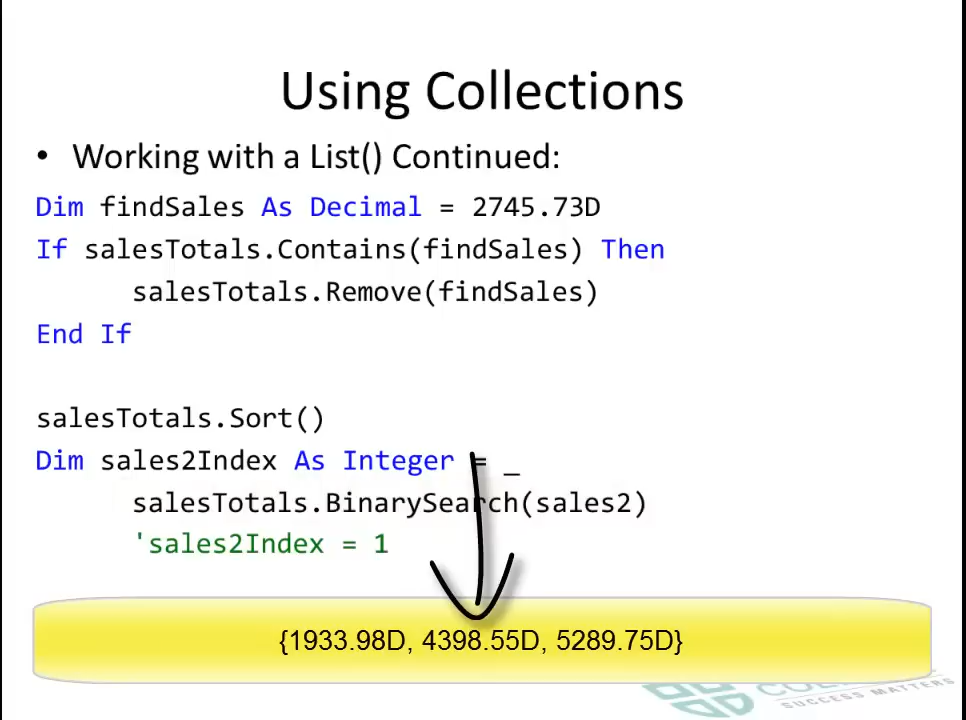 Using Collections
• Working with a List() Continued:
Dim findSales As Decimal = 2745.73D
If salesTotals.Contains(findSales) Then
salesTotals.Remove(findSales)
End If
salesTotals.Sort()
Dim sales2Index As Integer = _
salesTotals.BinarySearch(sales2)
'sales2Index = 1
{1933.98D, 4398.55D, 5289.75D}
SUCCESS MATTERS